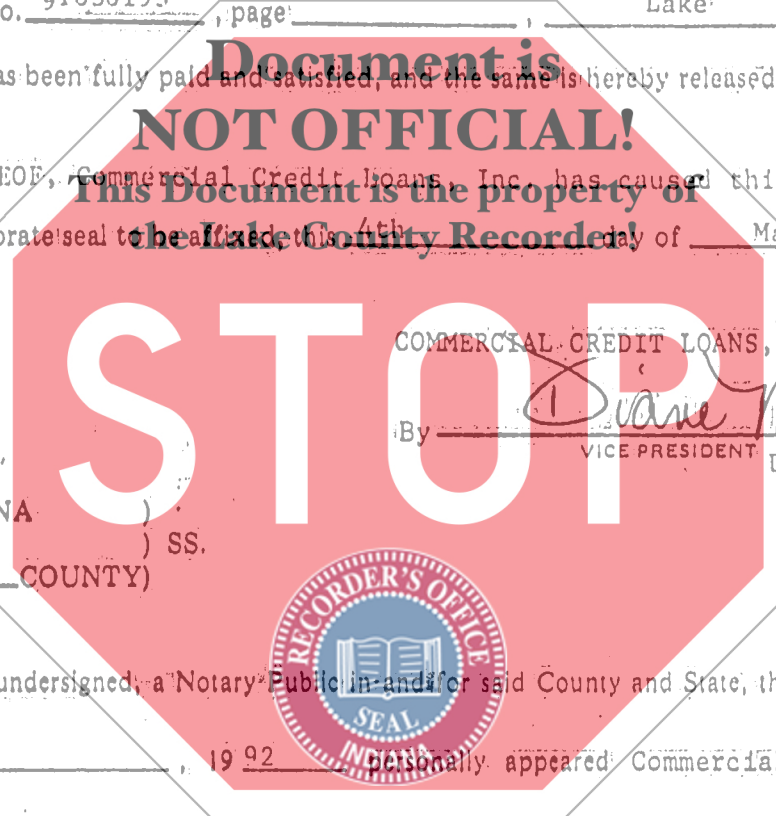 o. 91056195, page, Lake
Document is
as been fully paid and satisfied, and the same is hereby released
NOT OFFICIAL!
EOF, Commercial Credit Loans, Inc. has caused thi
This Document is the property of
orate seal to be affixed, this 4th day of Ma
the Lake County Recorder!
STOP
COMMERCIAL CREDIT LOANS,
By Diane
VICE PRESIDENT
NA )
) SS.
COUNTY)
RECORDER'S OFFICE
SEAL
INDIANA
undersigned, a Notary Public in and for said County and State, th
, 19 92 personally appeared Commercia